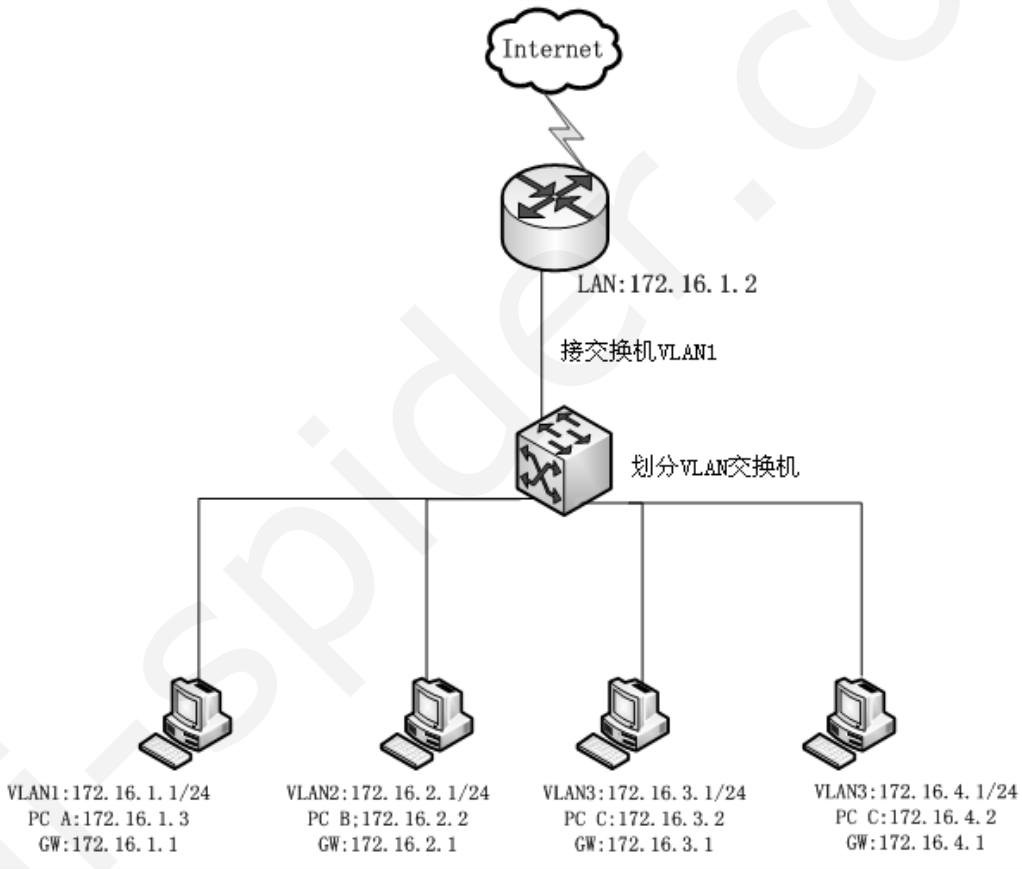 Internet
LAN:172.16.1.2
接交换机VLAN1
划分VLAN交换机
VLAN1:172.16.1.1/24
PC A:172.16.1.3
GW:172.16.1.1
VLAN2:172.16.2.1/24
PC B;172.16.2.2
GW:172.16.2.1
VLAN3:172.16.3.1/24
PC C:172.16.3.2
GW:172.16.3.1
VLAN3:172.16.4.1/24
PC C:172.16.4.2
GW:172.16.4.1